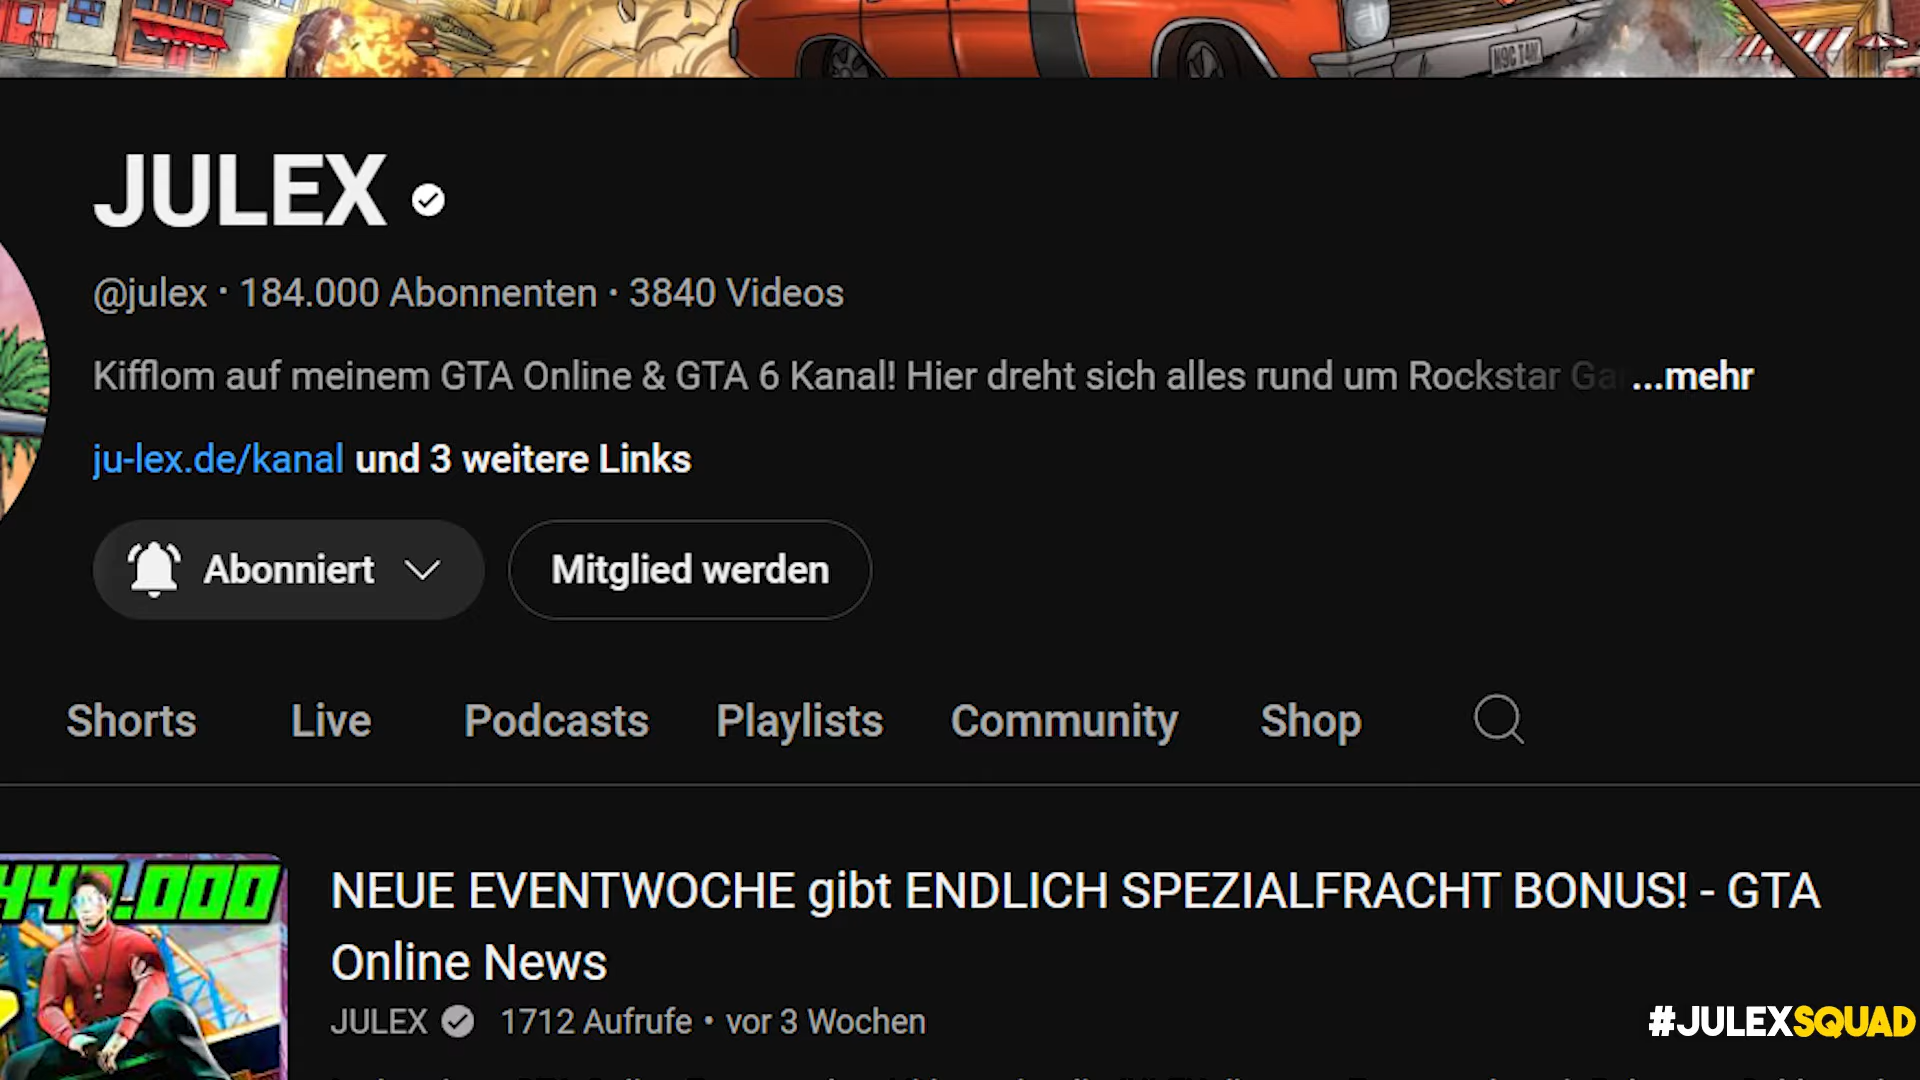 JULEX
@julex · 184.000 Abonnenten · 3840 Videos
Kifflom auf meinem GTA Online & GTA 6 Kanal! Hier dreht sich alles rund um Rockstar ...mehr
ju-lex.de/kanal und 3 weitere Links
Abonniert
Mitglied werden
Shorts Live Podcasts Playlists Community Shop
NEUE EVENTWOCHE gibt ENDLICH SPEZIALFRACHT BONUS! - GTA
Online News
JULEX 1712 Aufrufe • vor 3 Wochen
#JULEXSQUAD